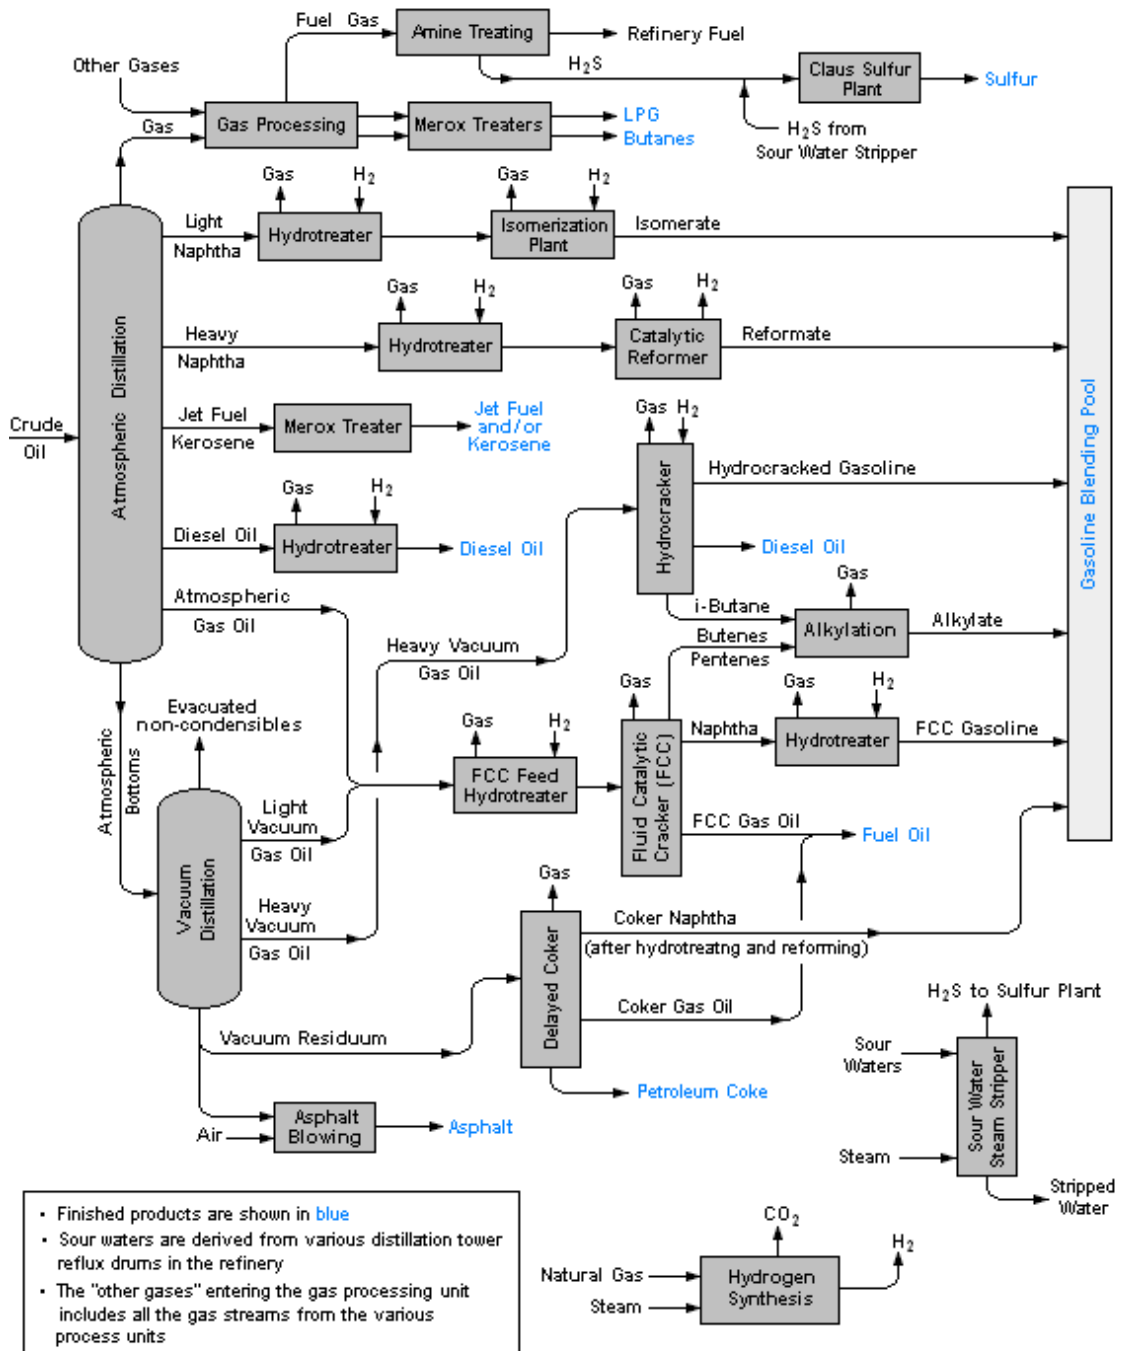 Fuel Gas
Amine Treating
Refinery Fuel
Other Gases
H2S
Claus Sulfur
Plant
Sulfur
Gas
Gas Processing
Merox Treaters
LPG
Butanes
H2S from
Sour Water Stripper
Gas
H2
Gas
H2
Light
Naphtha
Hydrotreater
Isomerization
Plant
Isomerate
Gas
H2
Gas
H2
Heavy
Naphtha
Hydrotreater
Catalytic
Reformer
Reformate
Crude
Oil
Atmospheric Distillation
Jet Fuel
Kerosene
Merox Treater
Jet Fuel
and/or
Kerosene
Gas
H2
Hydrocracker
Hydrocracked Gasoline
Gasoline Blending Pool
Gas
H2
Diesel Oil
Hydrotreater
Diesel Oil
Diesel Oil
Atmospheric
Gas Oil
i-Butane
Gas
Butenes
Pentenes
Alkylation
Alkylate
Heavy Vacuum
Gas Oil
Evacuated
non-condensibles
Atmospheric
Bottoms
Gas
H2
FCC Feed
Hydrotreater
Gas
Fluid Catalytic
Cracker (FCC)
Naphtha
Gas
H2
Hydrotreater
FCC Gasoline
Light
Vacuum
Gas Oil
Vacuum
Distillation
FCC Gas Oil
Fuel Oil
Heavy
Vacuum
Gas Oil
Gas
Delayed Coker
Coker Naphtha
(after hydrotreatng and reforming)
Coker Gas Oil
Vacuum Residuum
Petroleum Coke
Air
Asphalt
Blowing
Asphalt
H2S to Sulfur Plant
Sour
Waters
Sour Water
Steam Stripper
Steam
Stripped
Water
• Finished products are shown in blue
• Sour waters are derived from various distillation tower
reflux drums in the refinery
• The "other gases" entering the gas processing unit
includes all the gas streams from the various
process units
CO2
H2
Natural Gas
Steam
Hydrogen
Synthesis